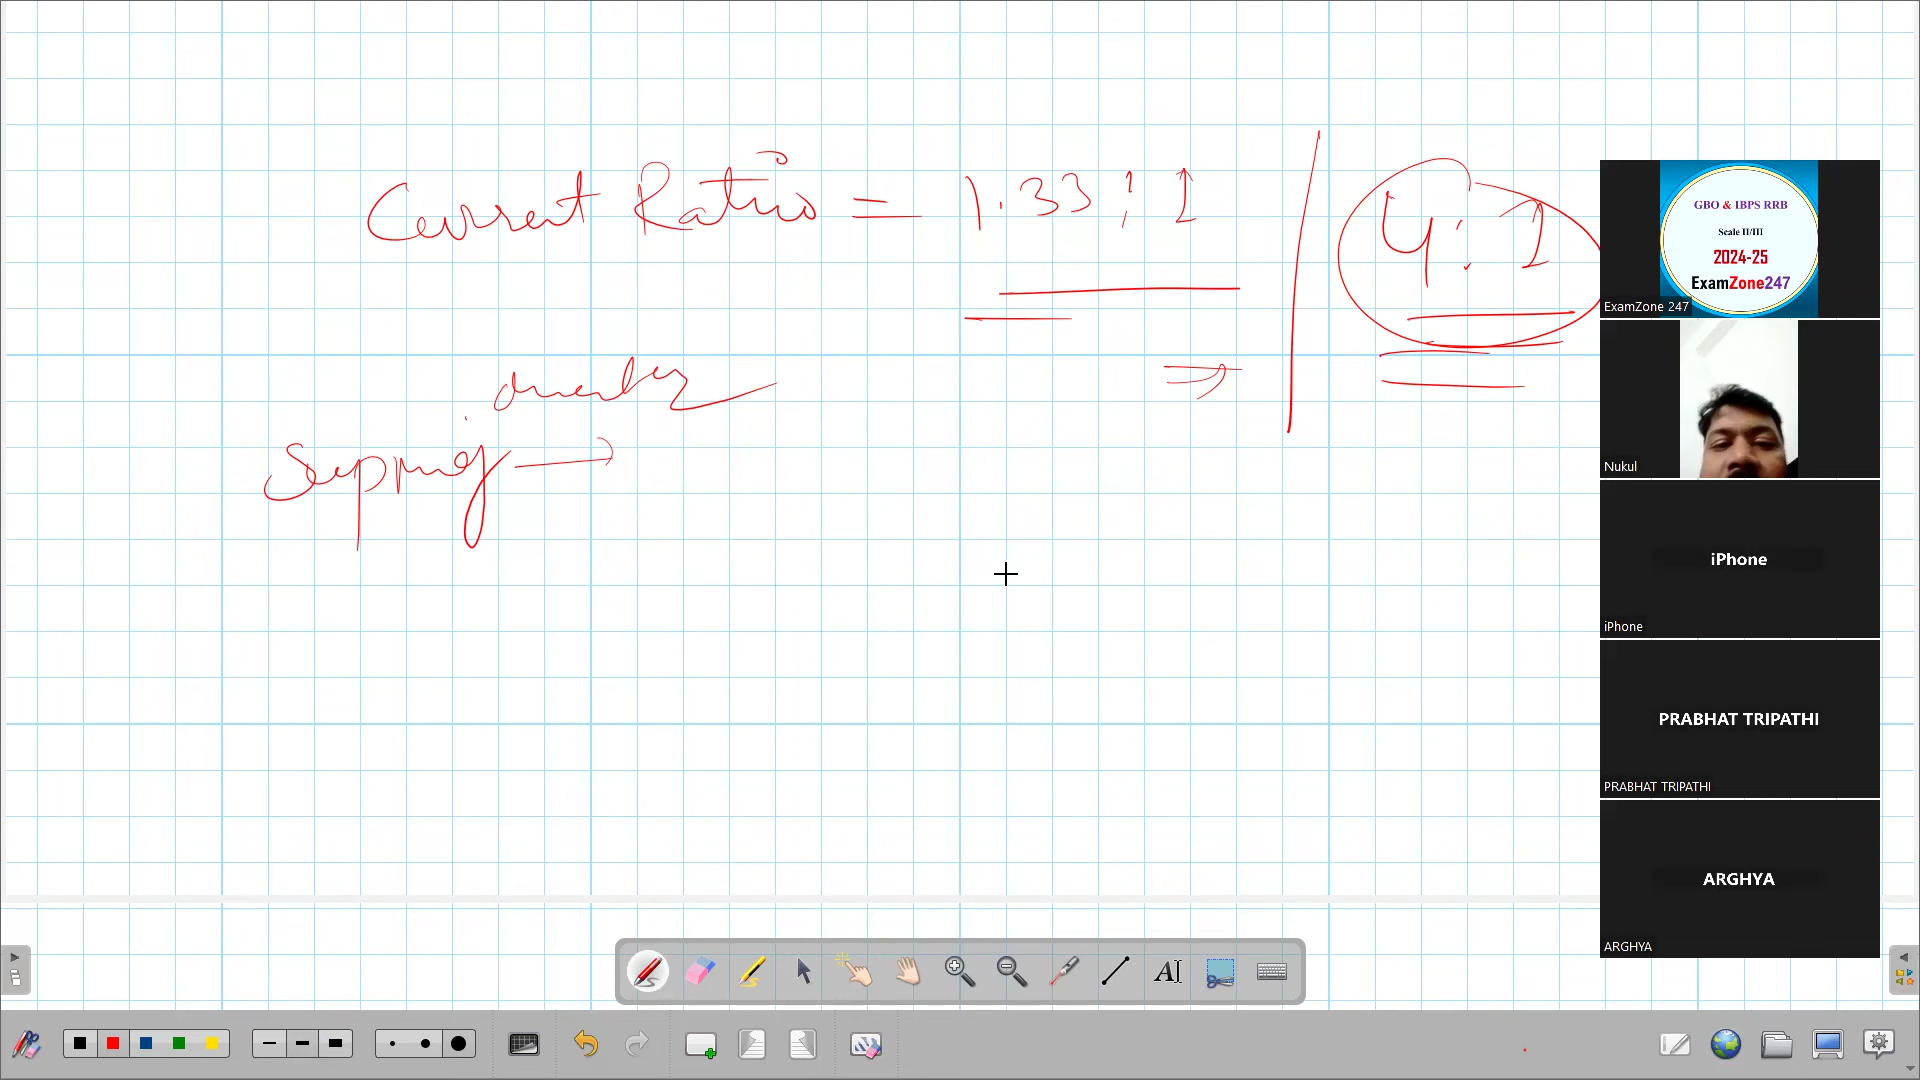 Current Ratio = 1.33 : 1
4 : 1
GBO & IBPS RRB
Scale II/III
2024-25
ExamZone247
ExamZone 247
Nukul
iPhone
iPhone
PRABHAT TRIPATHI
PRABHAT TRIPATHI
ARGHYA
ARGHYA
AI